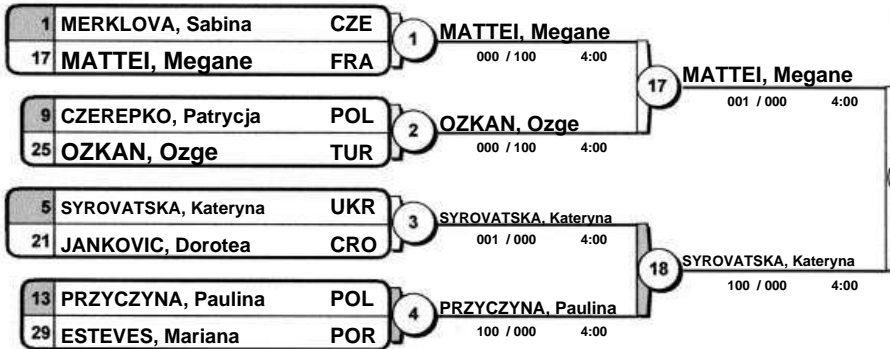 1 MERKLOVA, Sabina CZE
17 MATTEI, Megane FRA
1 MATTEI, Megane
000 / 100 4:00
9 CZEREPKO, Patrycja POL
25 OZKAN, Ozge TUR
2 OZKAN, Ozge
000 / 100 4:00
17 MATTEI, Megane
001 / 000 4:00
5 SYROVATSKA, Kateryna UKR
21 JANKOVIC, Dorotea CRO
3 SYROVATSKA, Kateryna
001 / 000 4:00
13 PRZYCZYNA, Paulina POL
29 ESTEVES, Mariana POR
4 PRZYCZYNA, Paulina
100 / 000 4:00
18 SYROVATSKA, Kateryna
100 / 000 4:00